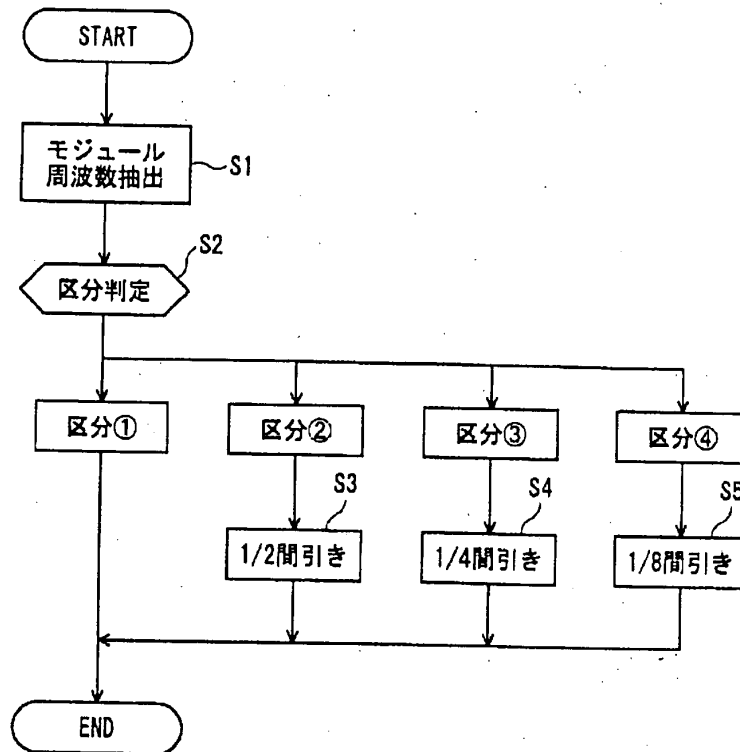 START
モジュール
周波数抽出
S1
S2
区分判定
区分①
区分②
区分③
区分④
S3
S4
S5
1/2間引き
1/4間引き
1/8間引き
END